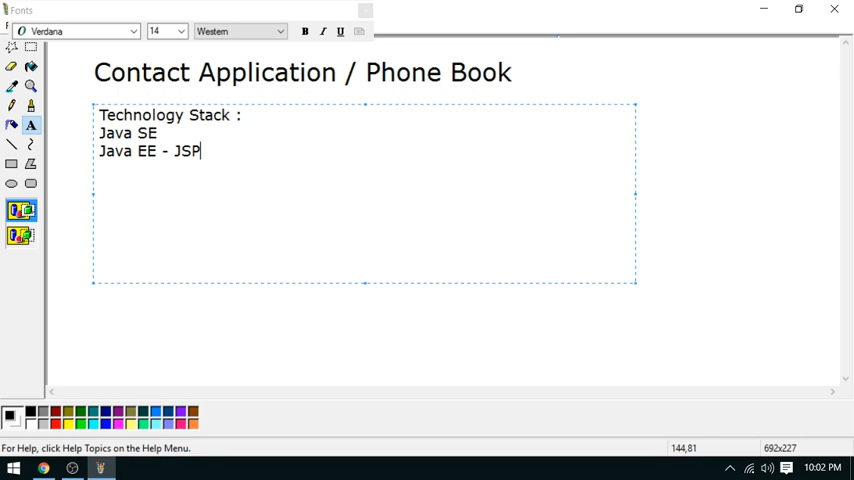 Fonts
Verdana
14
Western
B
I
U
Contact Application / Phone Book
Technology Stack :
Java SE
Java EE - JSP
A
For Help, click Help Topics on the Help Menu.
144,81
692x227
10:02 PM